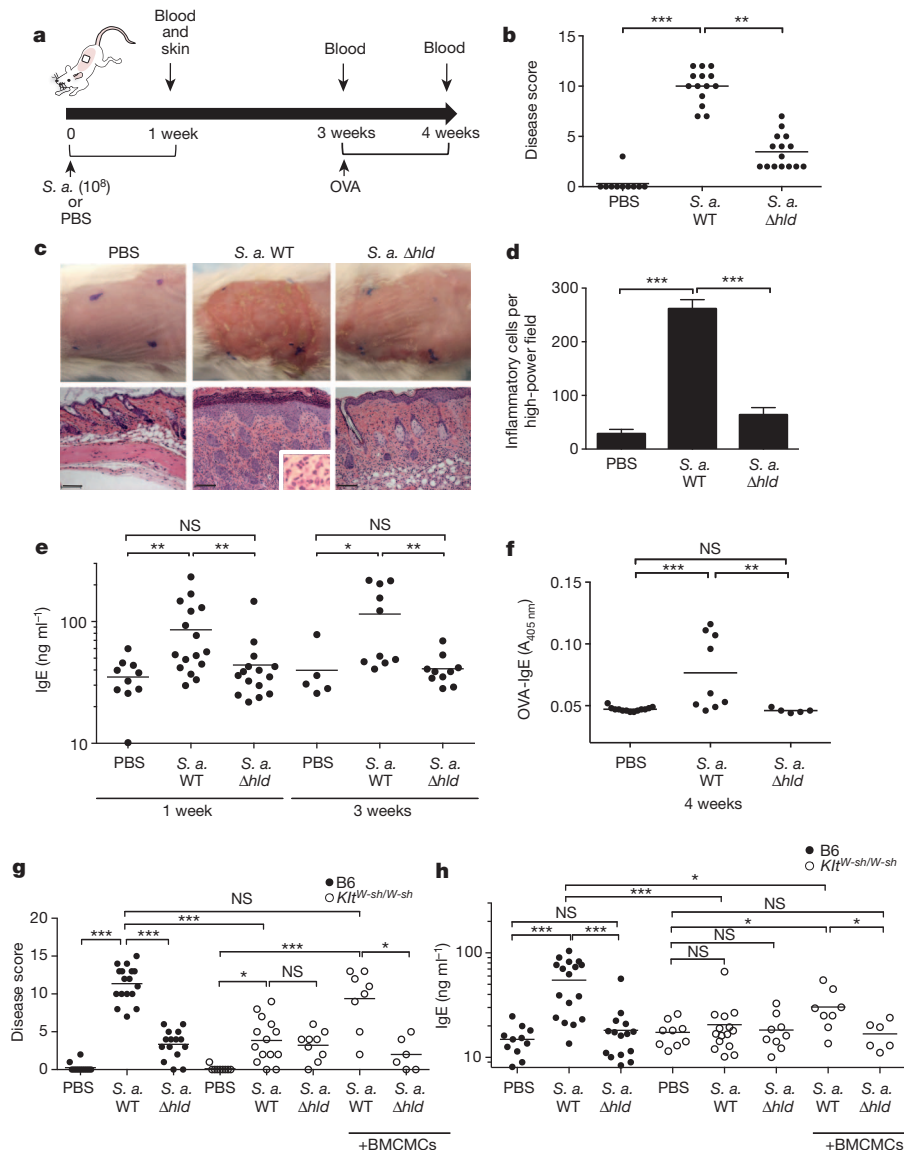 a
Blood
and
skin
Blood
Blood
0
1 week
3 weeks
4 weeks
S. a. (10⁸)
or
PBS
OVA
b
***
**
Disease score
15
10
5
0
PBS
S. a.
WT
S. a.
Δhld
c
PBS
S. a. WT
S. a. Δhld
d
***
***
Inflammatory cells per
high-power field
300
200
100
0
PBS
S. a.
WT
S. a.
Δhld
e
NS
NS
**
**
*
**
IgE (ng ml⁻¹)
100
10
PBS
S. a.
WT
S. a.
Δhld
PBS
S. a.
WT
S. a.
Δhld
1 week
3 weeks
f
NS
***
**
OVA-IgE (A₄₀₅ ₙₘ)
0.15
0.10
0.05
PBS
S. a.
WT
S. a.
Δhld
4 weeks
g
B6
KitW-sh/W-sh
NS
***
***
***
***
*
*
NS
Disease score
20
15
10
5
0
PBS
S. a.
WT
S. a.
Δhld
PBS
S. a.
WT
S. a.
Δhld
S. a.
WT
S. a.
Δhld
+BMCMCs
h
B6
KitW-sh/W-sh
*
***
NS
NS
***
***
*
*
NS
NS
IgE (ng ml⁻¹)
100
10
PBS
S. a.
WT
S. a.
Δhld
PBS
S. a.
WT
S. a.
Δhld
S. a.
WT
S. a.
Δhld
+BMCMCs